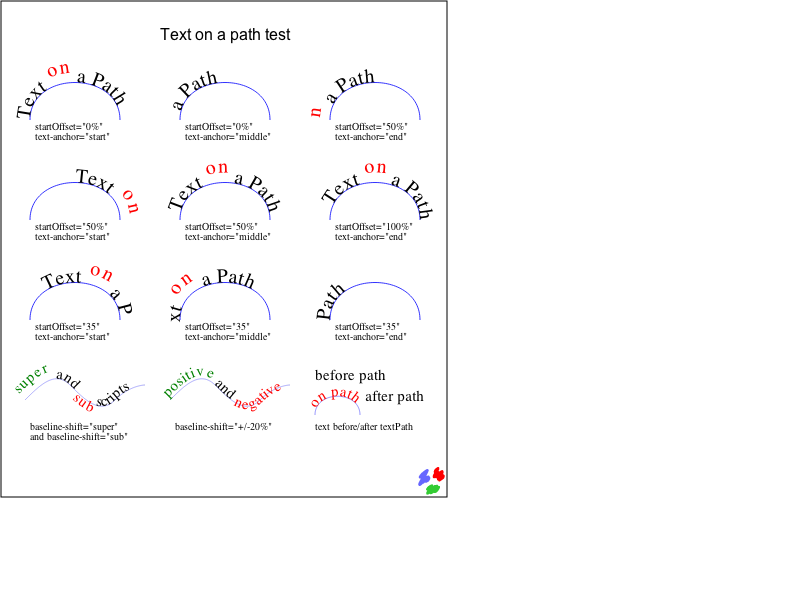 Text on a path test
Text on a Path
startOffset="0%"
text-anchor="start"
a Path
startOffset="0%"
text-anchor="middle"
n a Path
startOffset="50%"
text-anchor="end"
Text on
startOffset="50%"
text-anchor="start"
Text on a Path
startOffset="50%"
text-anchor="middle"
Text on a Path
startOffset="100%"
text-anchor="end"
Text on a P
startOffset="35"
text-anchor="start"
xt on a Path
startOffset="35"
text-anchor="middle"
Path
startOffset="35"
text-anchor="end"
super and sub scripts
baseline-shift="super"
and baseline-shift="sub"
positive and negative
baseline-shift="+/-20%"
before path
on path after path
text before/after textPath